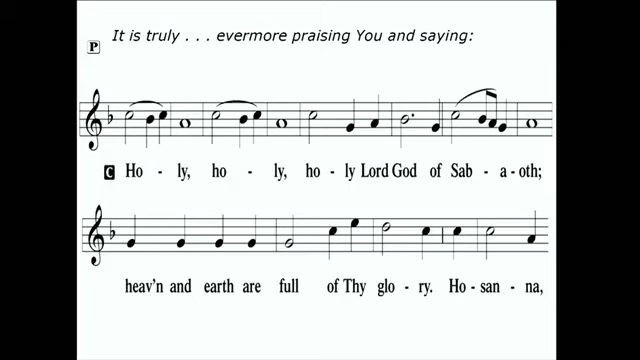 P It is truly . . . evermore praising You and saying:
C Ho - ly, ho - ly, ho - ly Lord God of Sab - a - oth;
heav'n and earth are full of Thy glo - ry. Ho - san - na,